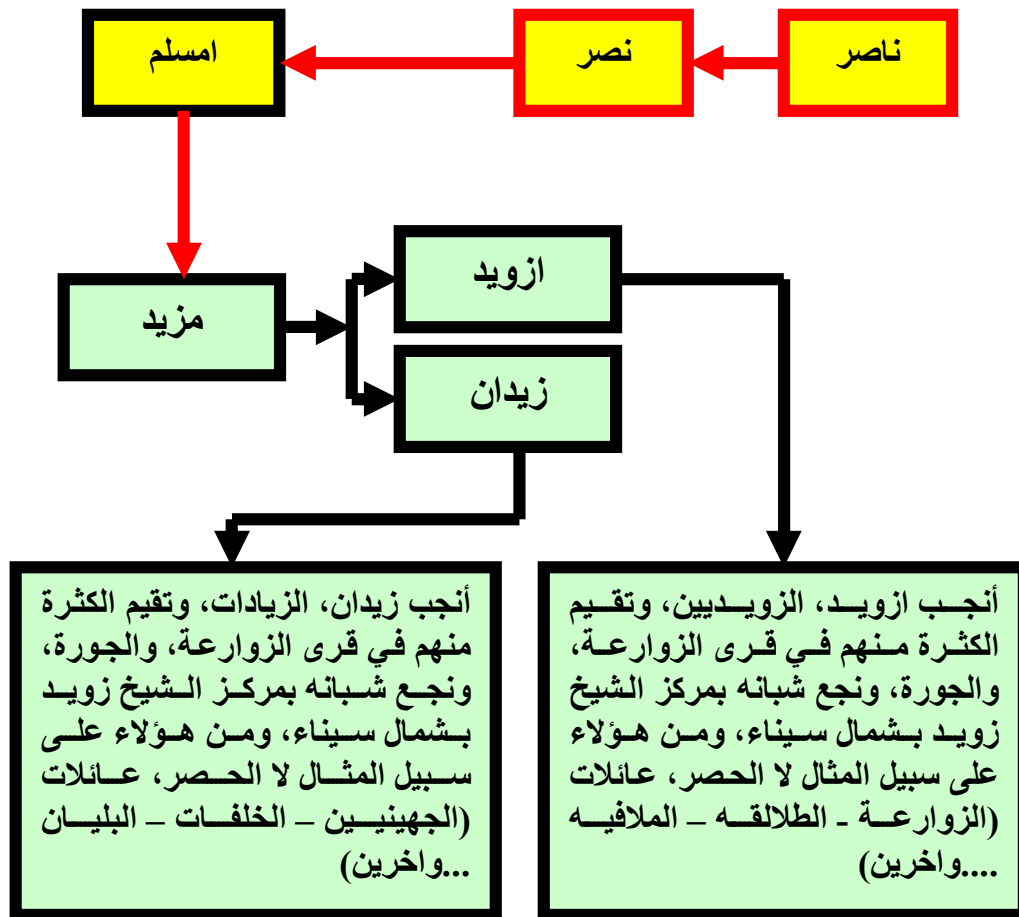 ناصر
نصر
امسلم
مزيد
ازويد
زيدان
أنجب ازويد، الزويديين، وتقيم
الكثرة منهم في قرى الزوارعة،
والجورة، ونجع شبانه بمركز الشيخ
زويد بشمال سيناء، ومن هؤلاء
على سبيل المثال لا الحصر، عائلات
(الزوارعة - الطلالقه – الملافيه
....واخرين)
أنجب زيدان، الزيادات، وتقيم الكثرة
منهم في قرى الزوارعة، والجورة،
ونجع شبانه بمركز الشيخ زويد
بشمال سيناء، ومن هؤلاء على
سبيل المثال لا الحصر، عائلات
(الجهينيين – الخلفات – البليان
...واخرين)